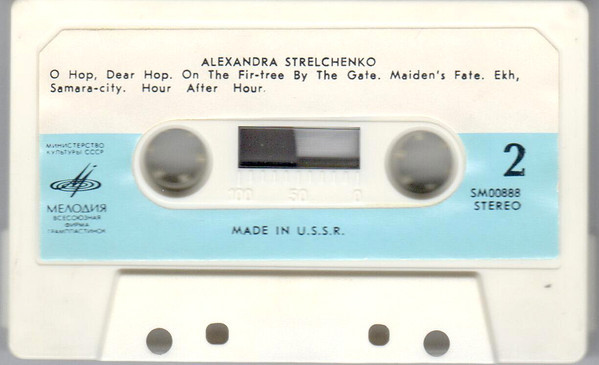 ALEXANDRA STRELCHENKO
O Hop, Dear Hop. On The Fir-tree By The Gate. Maiden's Fate. Ekh,
Samara-city. Hour After Hour.
МИНИСТЕРСТВО
КУЛЬТУРЫ СССР
МЕЛОДИЯ
ВСЕСОЮЗНАЯ
ФИРМА
ГРАМПЛАСТИНОК
100 50 0
2
SM00888
STEREO
MADE IN U.S.S.R.